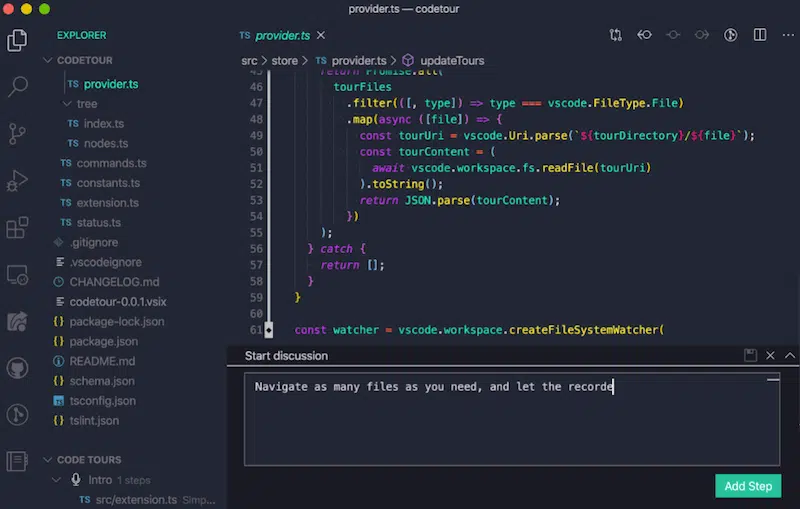 provider.ts — codetour
EXPLORER
CODETOUR
TS provider.ts
tree
TS index.ts
TS nodes.ts
TS commands.ts
TS constants.ts
TS extension.ts
TS status.ts
.gitignore
.vscodeignore
CHANGELOG.md
codetour-0.0.1.vsix
{} package-lock.json
{} package.json
README.md
{} schema.json
TS tsconfig.json
{} tslint.json
CODE TOURS
Intro 1 steps
TS src/extension.ts Simp...
TS provider.ts
src > store > TS provider.ts > updateTours
45 return Promise.all(
46 tourFiles
47 .filter(([, type]) => type === vscode.FileType.File)
48 .map(async ([file]) => {
49 const tourUri = vscode.Uri.parse(`${tourDirectory}/${file}`);
50 const tourContent = (
51 await vscode.workspace.fs.readFile(tourUri)
52 ).toString();
53 return JSON.parse(tourContent);
54 })
55 );
56 } catch {
57 return [];
58 }
59 }
60
61 const watcher = vscode.workspace.createFileSystemWatcher(
Start discussion
Navigate as many files as you need, and let the recorde
Add Step